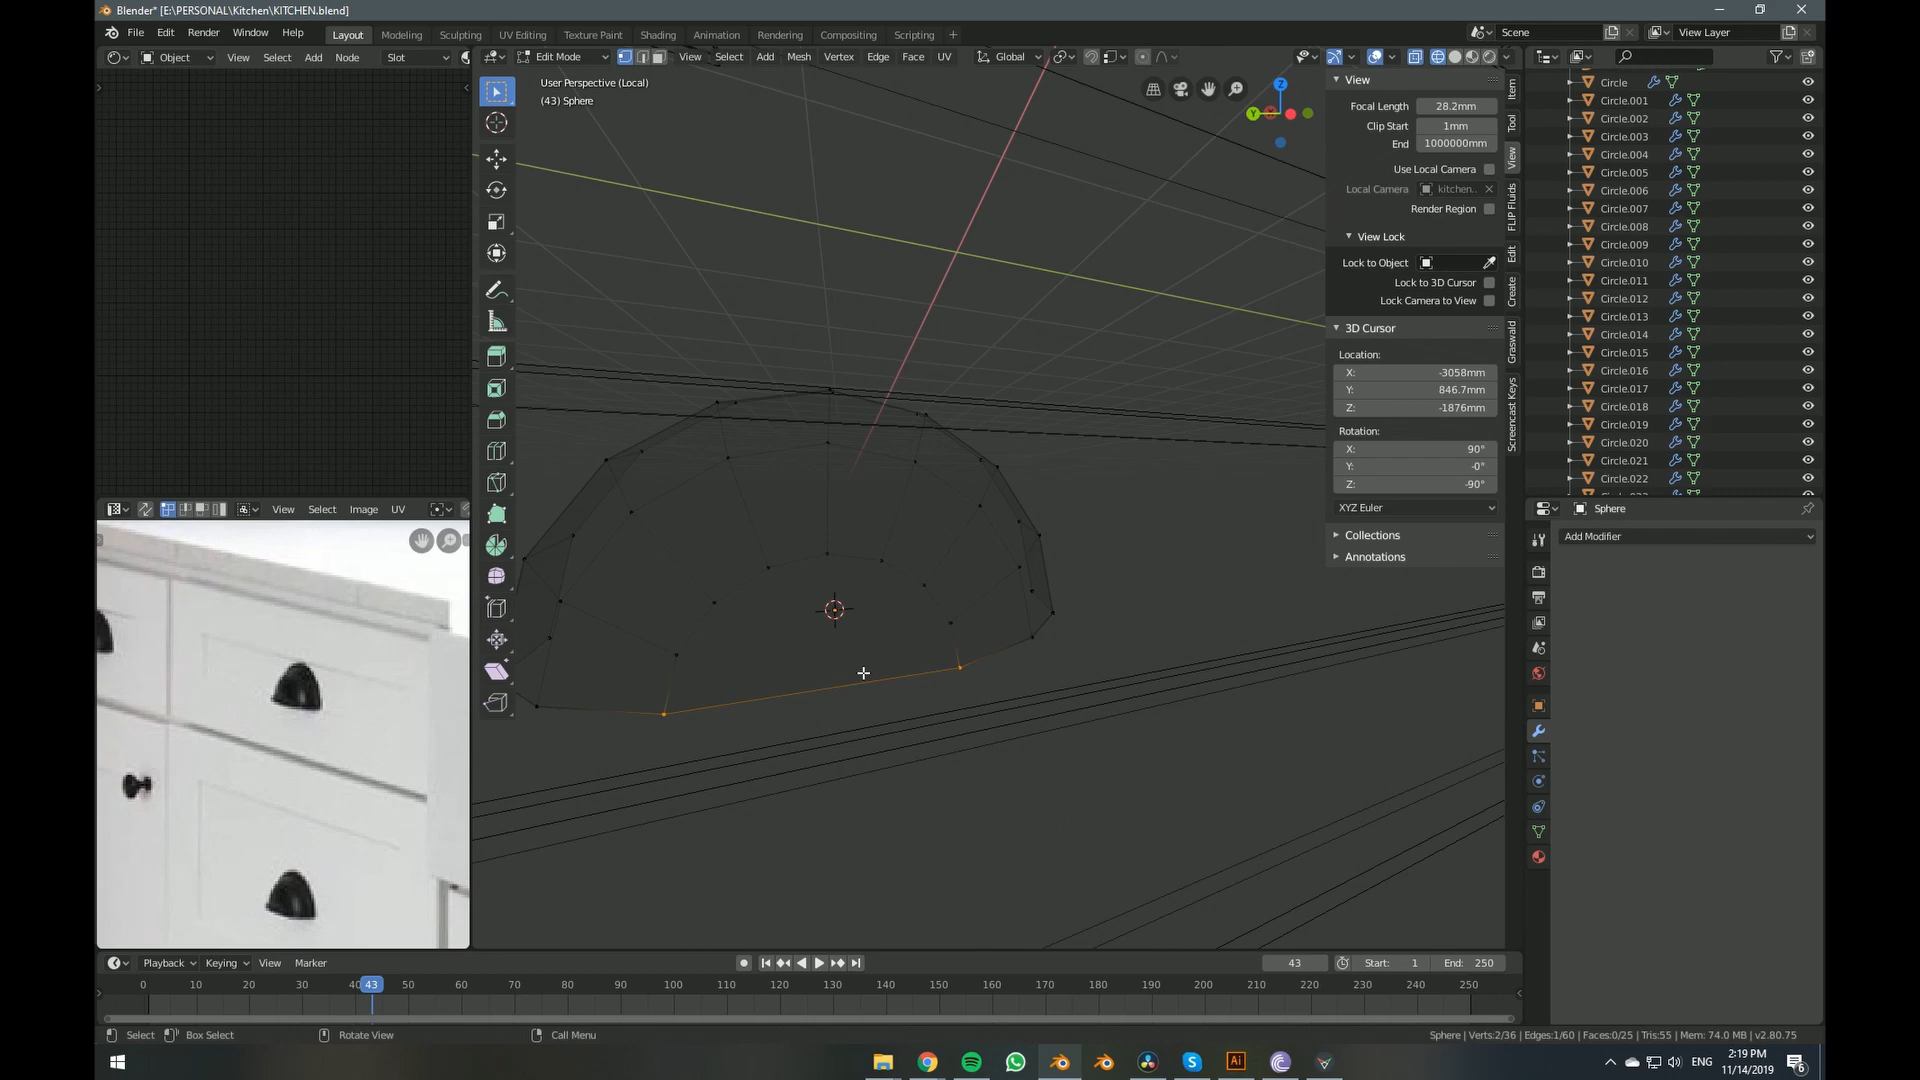 Blender* [E:\PERSONAL\Kitchen\KITCHEN.blend]
File Edit Render Window Help Layout Modeling Sculpting UV Editing Texture Paint Shading Animation Rendering Compositing Scripting Scene View Layer
Object View Select Add Node Slot Edit Mode View Select Add Mesh Vertex Edge Face UV Global
User Perspective (Local)
(43) Sphere
View
Focal Length 28.2mm
Clip Start 1mm
End 1000000mm
Use Local Camera
Local Camera kitchen..
Render Region
View Lock
Lock to Object
Lock to 3D Cursor
Lock Camera to View
3D Cursor
Location:
X: -3058mm
Y: 846.7mm
Z: -1876mm
Rotation:
X: 90°
Y: -0°
Z: -90°
XYZ Euler
Collections
Annotations
Item
Tool
View
FLIP Fluids
Edit
Create
Graswald
Screencast Keys
Circle
Circle.001
Circle.002
Circle.003
Circle.004
Circle.005
Circle.006
Circle.007
Circle.008
Circle.009
Circle.010
Circle.011
Circle.012
Circle.013
Circle.014
Circle.015
Circle.016
Circle.017
Circle.018
Circle.019
Circle.020
Circle.021
Circle.022
Sphere
Add Modifier
View Select Image UV
Playback Keying View Marker 43 Start: 1 End: 250
0 10 20 30 40 43 50 60 70 80 90 100 110 120 130 140 150 160 170 180 190 200 210 220 230 240 250
Select Box Select Rotate View Call Menu Sphere | Verts:2/36 | Edges:1/60 | Faces:0/25 | Tris:55 | Mem: 74.0 MB | v2.80.75
Ai S ENG 2:19 PM
11/14/2019 6